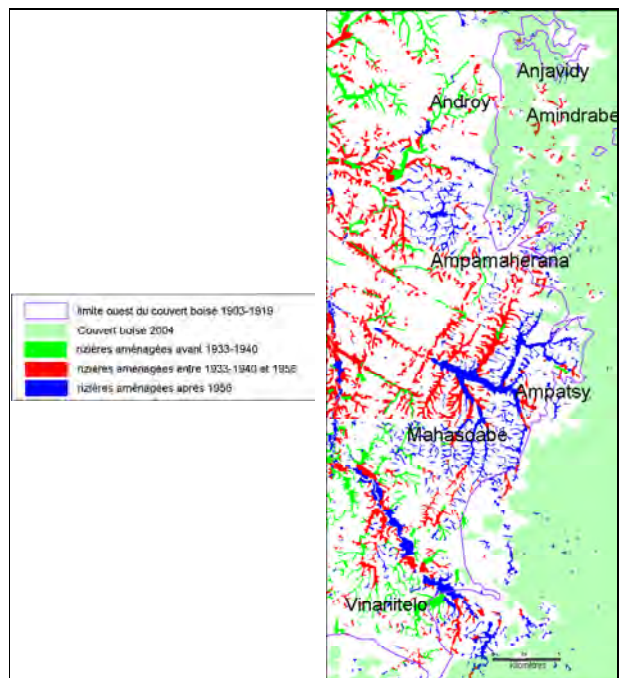 Anjavidy
Androy
Amindrabe
Ampamaherana
limite ouest du couvert boisé 1903-1919
Couvert boisé 2004
rizières aménagées avant 1933-1940
rizières aménagées entre 1933-1940 et 1956
rizières aménagées après 1956
Ampatsy
Mahasoabe
Vinanitelo
Kilomètres